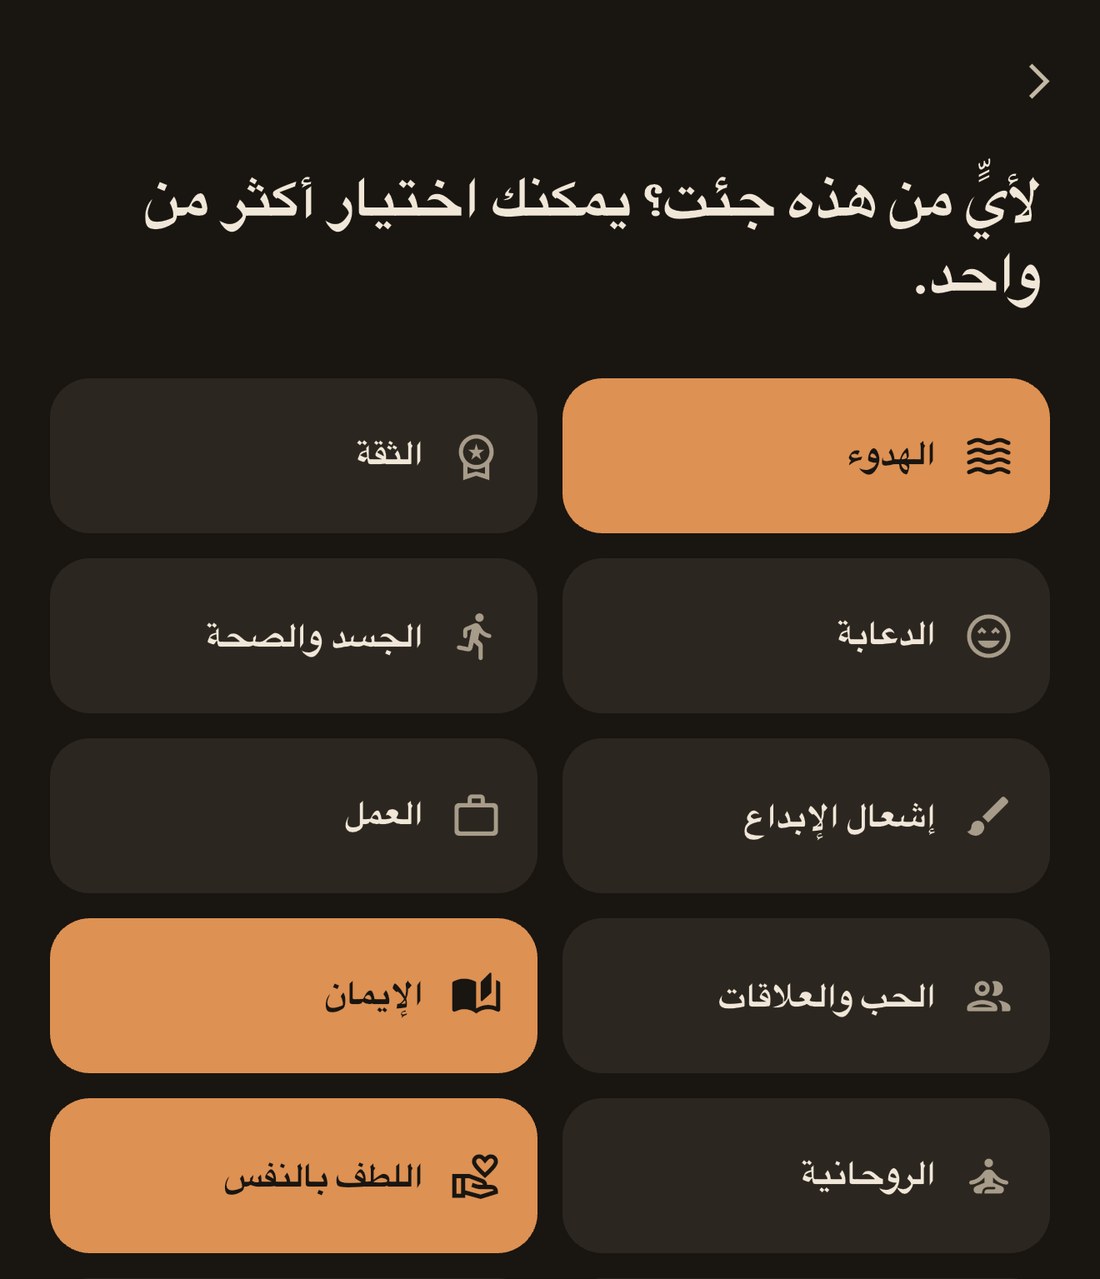 لأيٍّ من هذه جئت؟ يمكنك اختيار أكثر من
واحد.
الهدوء
الثقة
الدعابة
الجسد والصحة
إشعال الإبداع
العمل
الحب والعلاقات
الإيمان
الروحانية
اللطف بالنفس